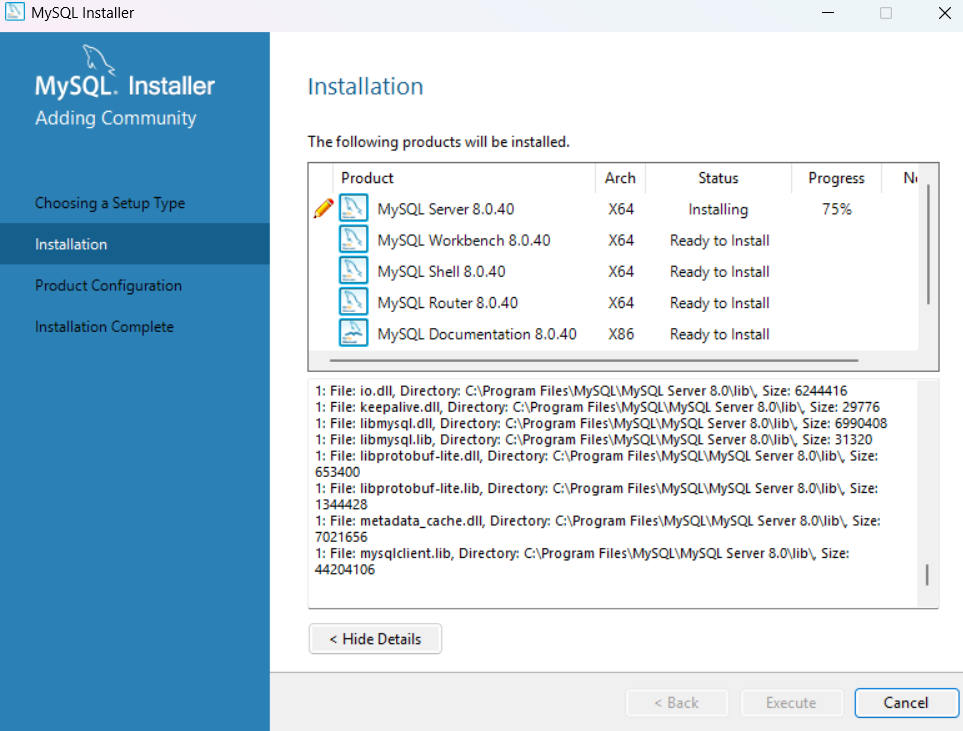 MySQL Installer
MySQL. Installer
Adding Community
Choosing a Setup Type
Installation
Product Configuration
Installation Complete
Installation
The following products will be installed.
Product Arch Status Progress
MySQL Server 8.0.40 X64 Installing 75%
MySQL Workbench 8.0.40 X64 Ready to Install
MySQL Shell 8.0.40 X64 Ready to Install
MySQL Router 8.0.40 X64 Ready to Install
MySQL Documentation 8.0.40 X86 Ready to Install
1: File: io.dll, Directory: C:\Program Files\MySQL\MySQL Server 8.0\lib\, Size: 6244416
1: File: keepalive.dll, Directory: C:\Program Files\MySQL\MySQL Server 8.0\lib\, Size: 29776
1: File: libmysql.dll, Directory: C:\Program Files\MySQL\MySQL Server 8.0\lib\, Size: 6990408
1: File: libmysql.lib, Directory: C:\Program Files\MySQL\MySQL Server 8.0\lib\, Size: 31320
1: File: libprotobuf-lite.dll, Directory: C:\Program Files\MySQL\MySQL Server 8.0\lib\, Size:
653400
1: File: libprotobuf-lite.lib, Directory: C:\Program Files\MySQL\MySQL Server 8.0\lib\, Size:
1344428
1: File: metadata_cache.dll, Directory: C:\Program Files\MySQL\MySQL Server 8.0\lib\, Size:
7021656
1: File: mysqlclient.lib, Directory: C:\Program Files\MySQL\MySQL Server 8.0\lib\, Size:
44204106
< Hide Details
< Back Execute Cancel